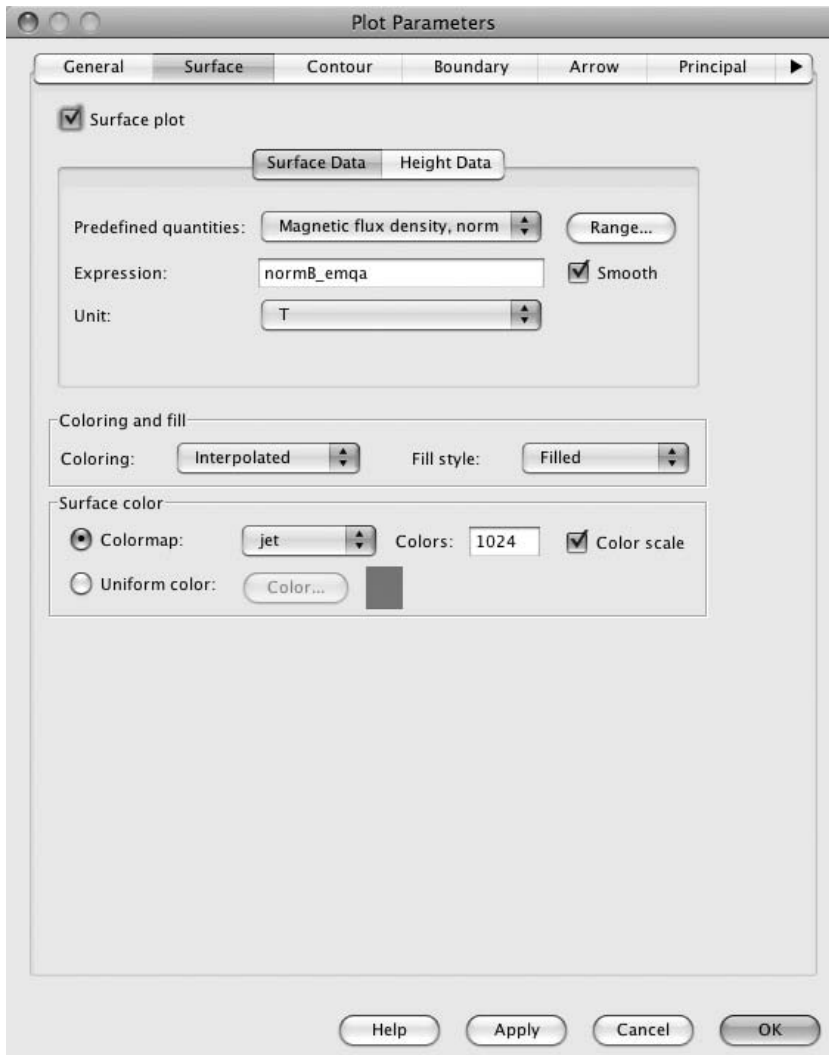 Plot Parameters
General Surface Contour Boundary Arrow Principal
Surface plot
Surface Data Height Data
Predefined quantities: Magnetic flux density, norm Range...
Expression: normB_emqa Smooth
Unit: T
Coloring and fill
Coloring: Interpolated Fill style: Filled
Surface color
Colormap: jet Colors: 1024 Color scale
Uniform color: Color...
Help Apply Cancel OK